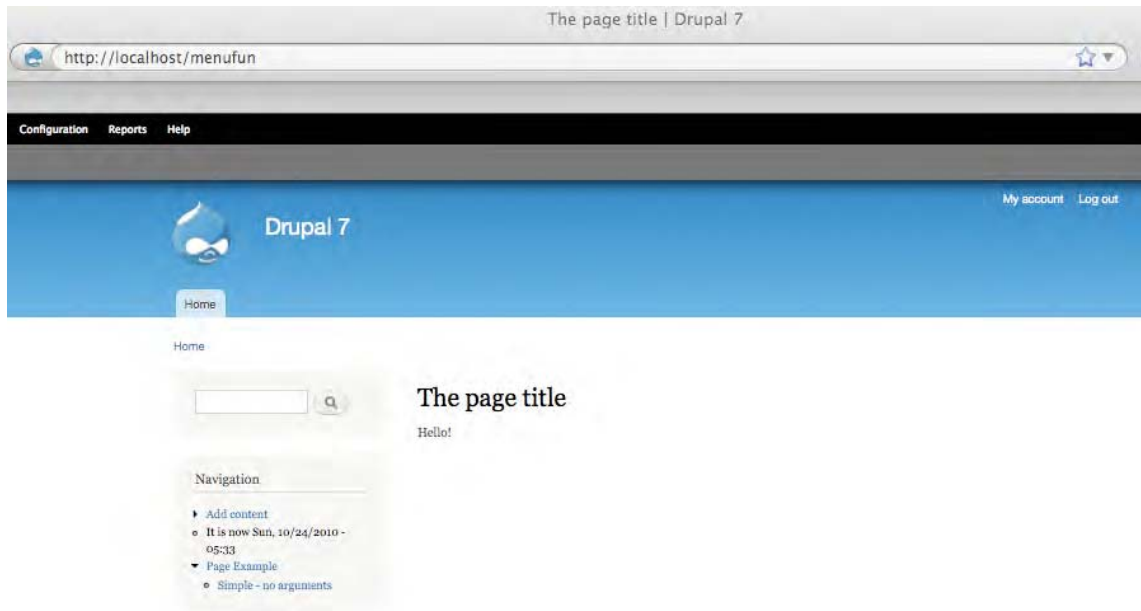 The page title | Drupal 7
http://localhost/menufun
Configuration Reports Help
My account Log out
Drupal 7
Home
Home
The page title
Hello!
Navigation
Add content
It is now Sun, 10/24/2010 -
05:33
Page Example
Simple - no arguments